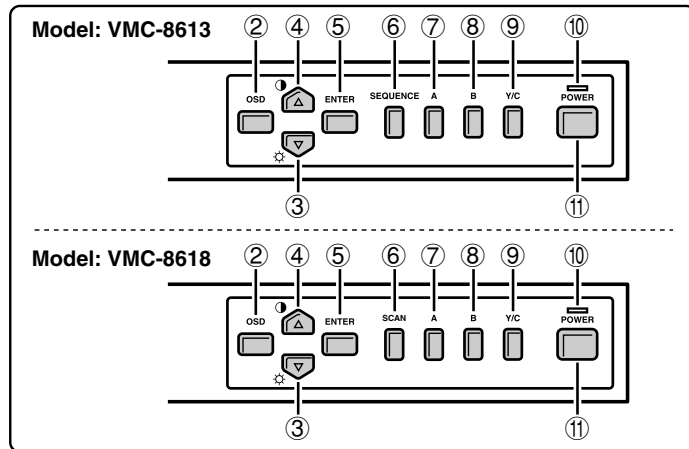 Model: VMC-8613 ② ④ ⑤ ⑥ ⑦ ⑧ ⑨ ⑩
OSD ENTER SEQUENCE A B Y/C POWER
③ ⑪
Model: VMC-8618 ② ④ ⑤ ⑥ ⑦ ⑧ ⑨ ⑩
OSD ENTER SCAN A B Y/C POWER
③ ⑪